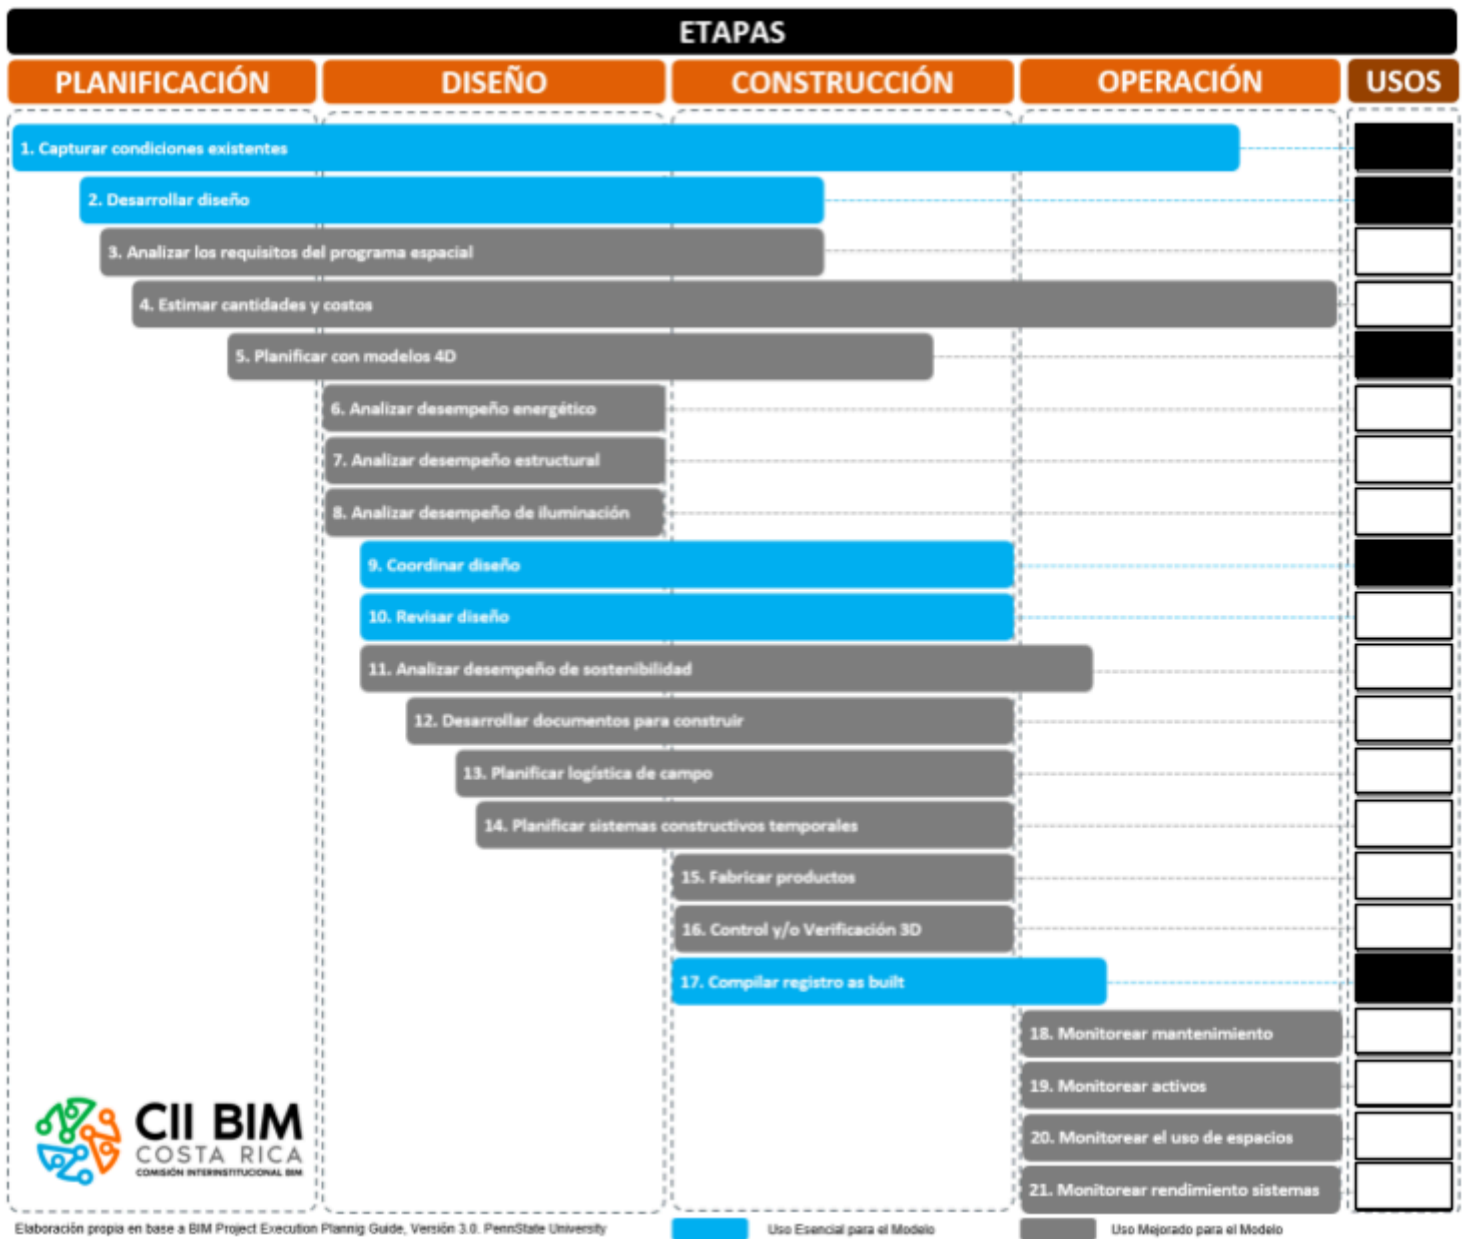 ETAPAS
PLANIFICACIÓN DISEÑO CONSTRUCCIÓN OPERACIÓN USOS
1. Capturar condiciones existentes
2. Desarrollar diseño
3. Analizar los requisitos del programa espacial
4. Estimar cantidades y costos
5. Planificar con modelos 4D
6. Analizar desempeño energético
7. Analizar desempeño estructural
8. Analizar desempeño de iluminación
9. Coordinar diseño
10. Revisar diseño
11. Analizar desempeño de sostenibilidad
12. Desarrollar documentos para construir
13. Planificar logística de campo
14. Planificar sistemas constructivos temporales
15. Fabricar productos
16. Control y/o Verificación 3D
17. Compilar registro as built
18. Monitorear mantenimiento
19. Monitorear activos
20. Monitorear el uso de espacios
21. Monitorear rendimiento sistemas
CII BIM
COSTA RICA
COMISIÓN INTERINSTITUCIONAL BIM
Elaboración propia en base a BIM Project Execution Plannig Guide, Versión 3.0. PennState University
Uso Esencial para el Modelo
Uso Mejorado para el Modelo